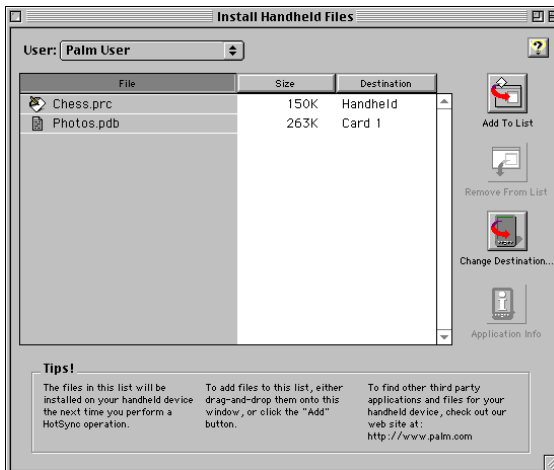 Install Handheld Files
User: Palm User
?
File Size Destination
Chess.prc 150K Handheld
Photos.pdb 263K Card 1
Add To List
Remove From List
Change Destination...
Application Info
Tips!
The files in this list will be
installed on your handheld device
the next time you perform a
HotSync operation.
To add files to this list, either
drag-and-drop them onto this
window, or click the "Add"
button.
To find other third party
applications and files for your
handheld device, check out our
web site at:
http://www.palm.com